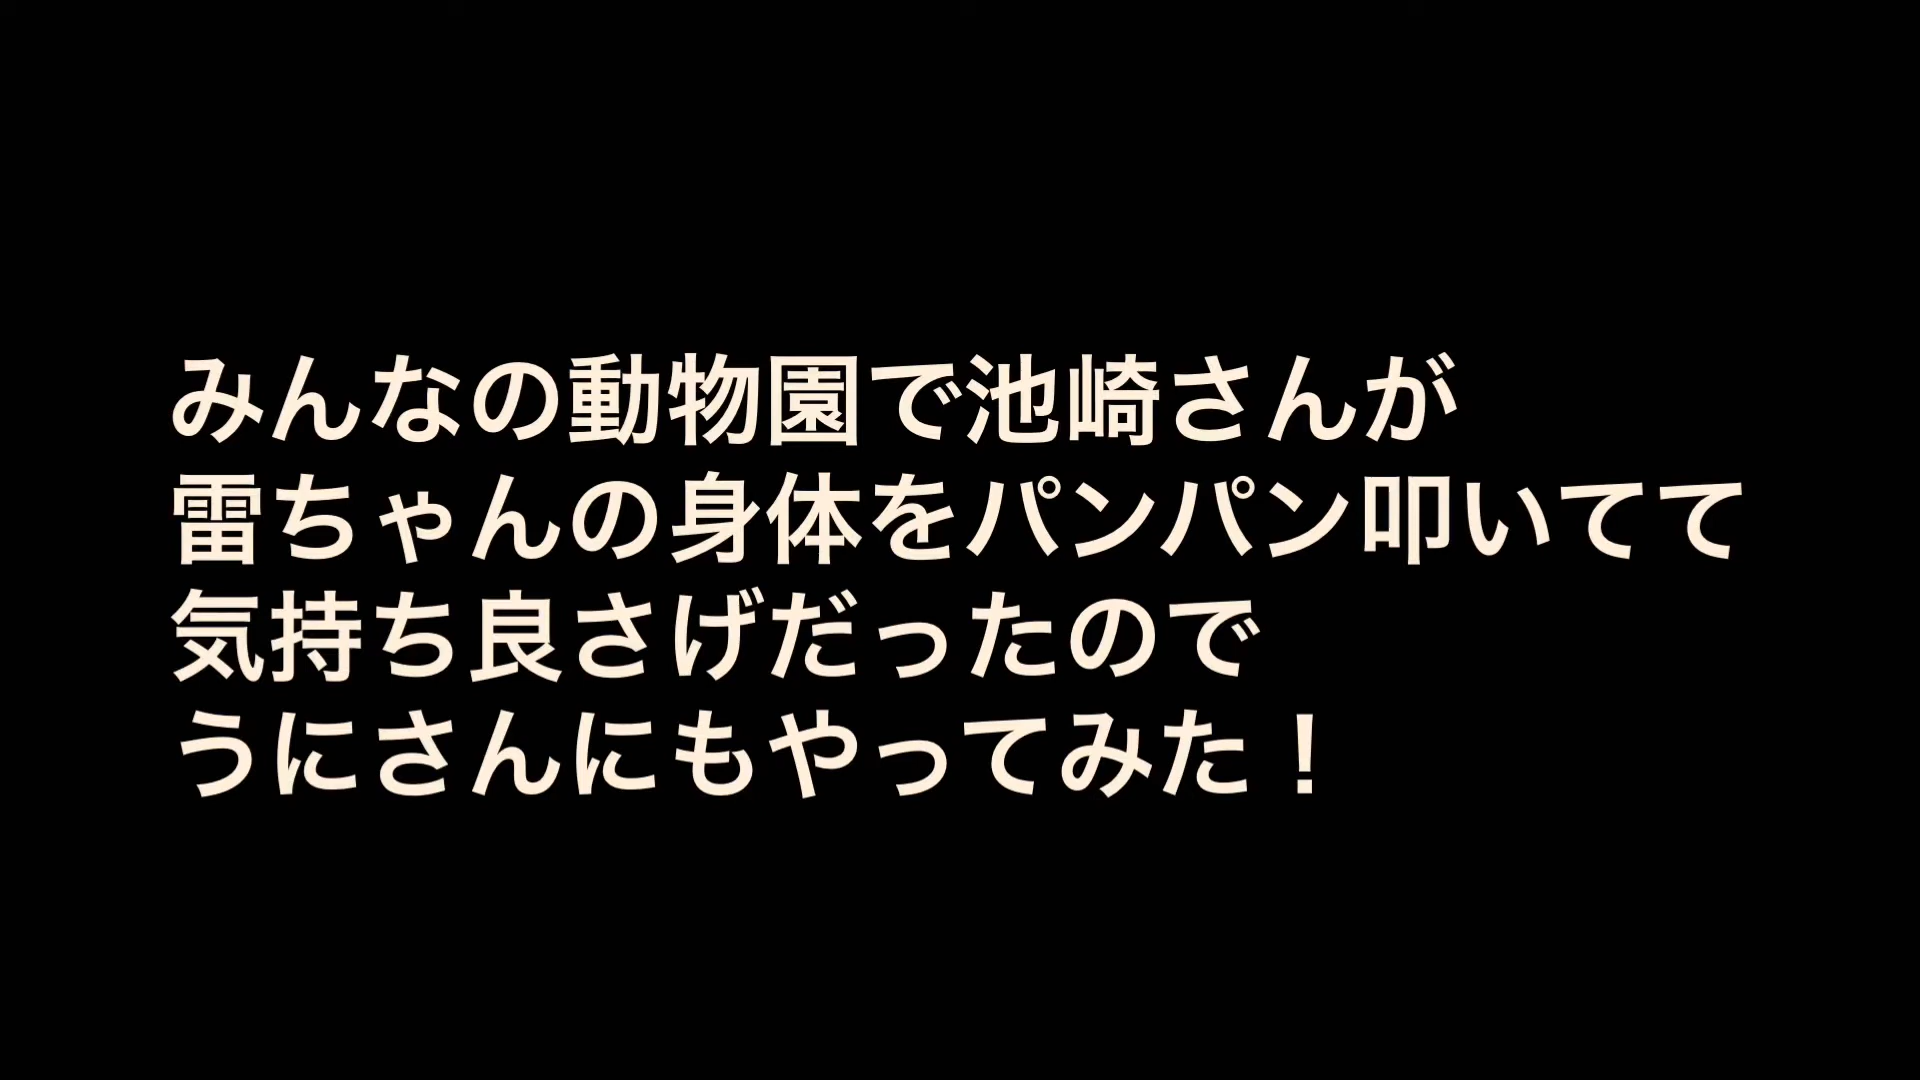 みんなの動物園で池崎さんが
雷ちゃんの身体をパンパン叩いてて
気持ち良さげだったので
うにさんにもやってみた！